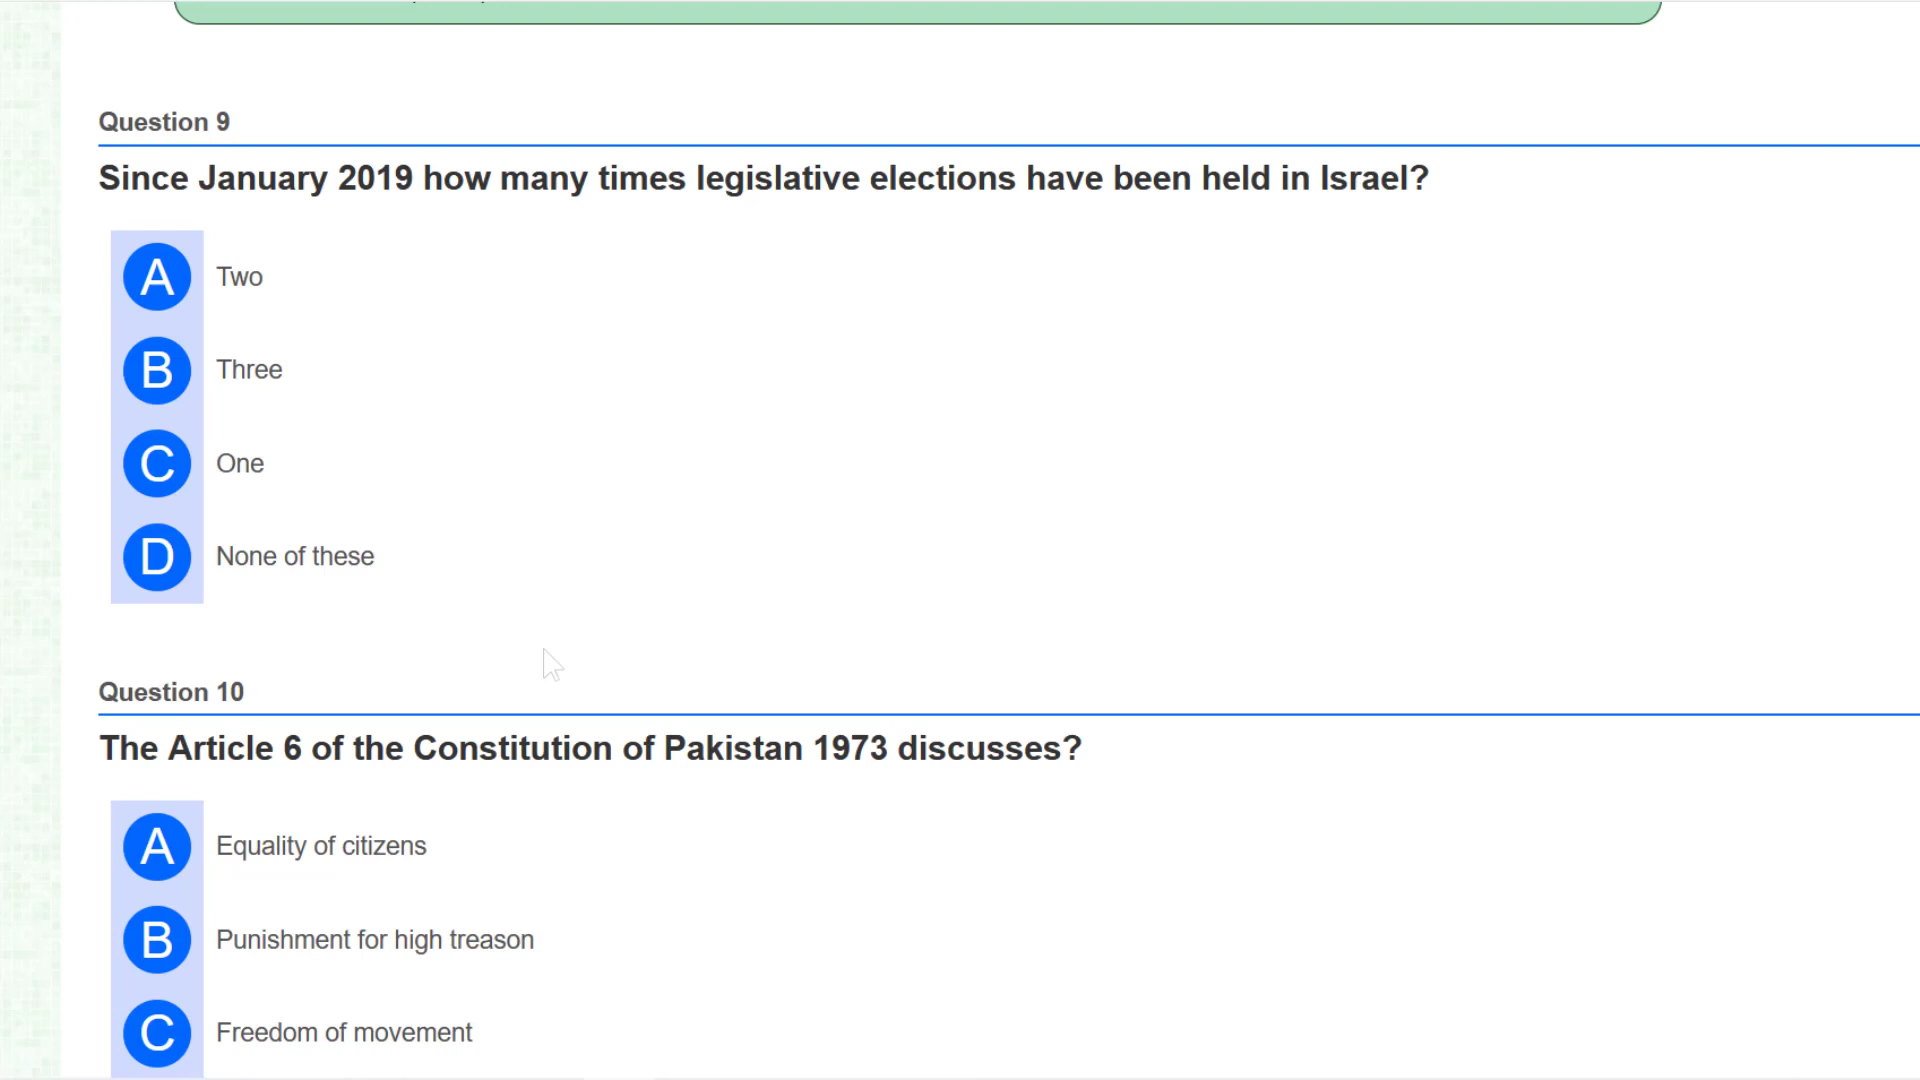 Question 9
Since January 2019 how many times legislative elections have been held in Israel?
A Two
B Three
C One
D None of these
Question 10
The Article 6 of the Constitution of Pakistan 1973 discusses?
A Equality of citizens
B Punishment for high treason
C Freedom of movement